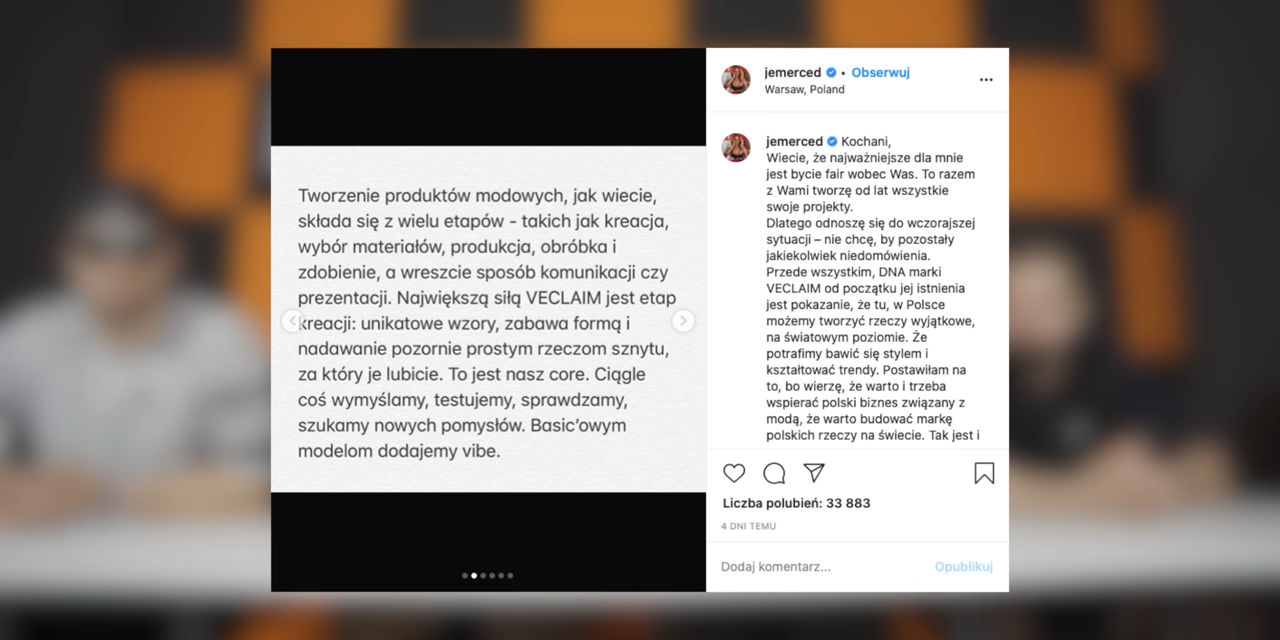 Tworzenie produktów modowych, jak wiecie,
składa się z wielu etapów - takich jak kreacja,
wybór materiałów, produkcja, obróbka i
zdobienie, a wreszcie sposób komunikacji czy
prezentacji. Największą siłą VECLAIM jest etap
kreacji: unikatowe wzory, zabawa formą i
nadawanie pozornie prostym rzeczom sznytu,
za który je lubicie. To jest nasz core. Ciągle
coś wymyślamy, testujemy, sprawdzamy,
szukamy nowych pomysłów. Basic’owym
modelom dodajemy vibe.
jemerced • Obserwuj
Warsaw, Poland
jemerced Kochani,
Wiecie, że najważniejsze dla mnie
jest bycie fair wobec Was. To razem
z Wami tworzę od lat wszystkie
swoje projekty.
Dlatego odnoszę się do wczorajszej
sytuacji – nie chcę, by pozostały
jakiekolwiek niedomówienia.
Przede wszystkim, DNA marki
VECLAIM od początku jej istnienia
jest pokazanie, że tu, w Polsce
możemy tworzyć rzeczy wyjątkowe,
na światowym poziomie. Że
potrafimy bawić się stylem i
kształtować trendy. Postawiłam na
to, bo wierzę, że warto i trzeba
wspierać polski biznes związany z
modą, że warto budować markę
polskich rzeczy na świecie. Tak jest i
Liczba polubień: 33 883
4 DNI TEMU
Dodaj komentarz... Opublikuj